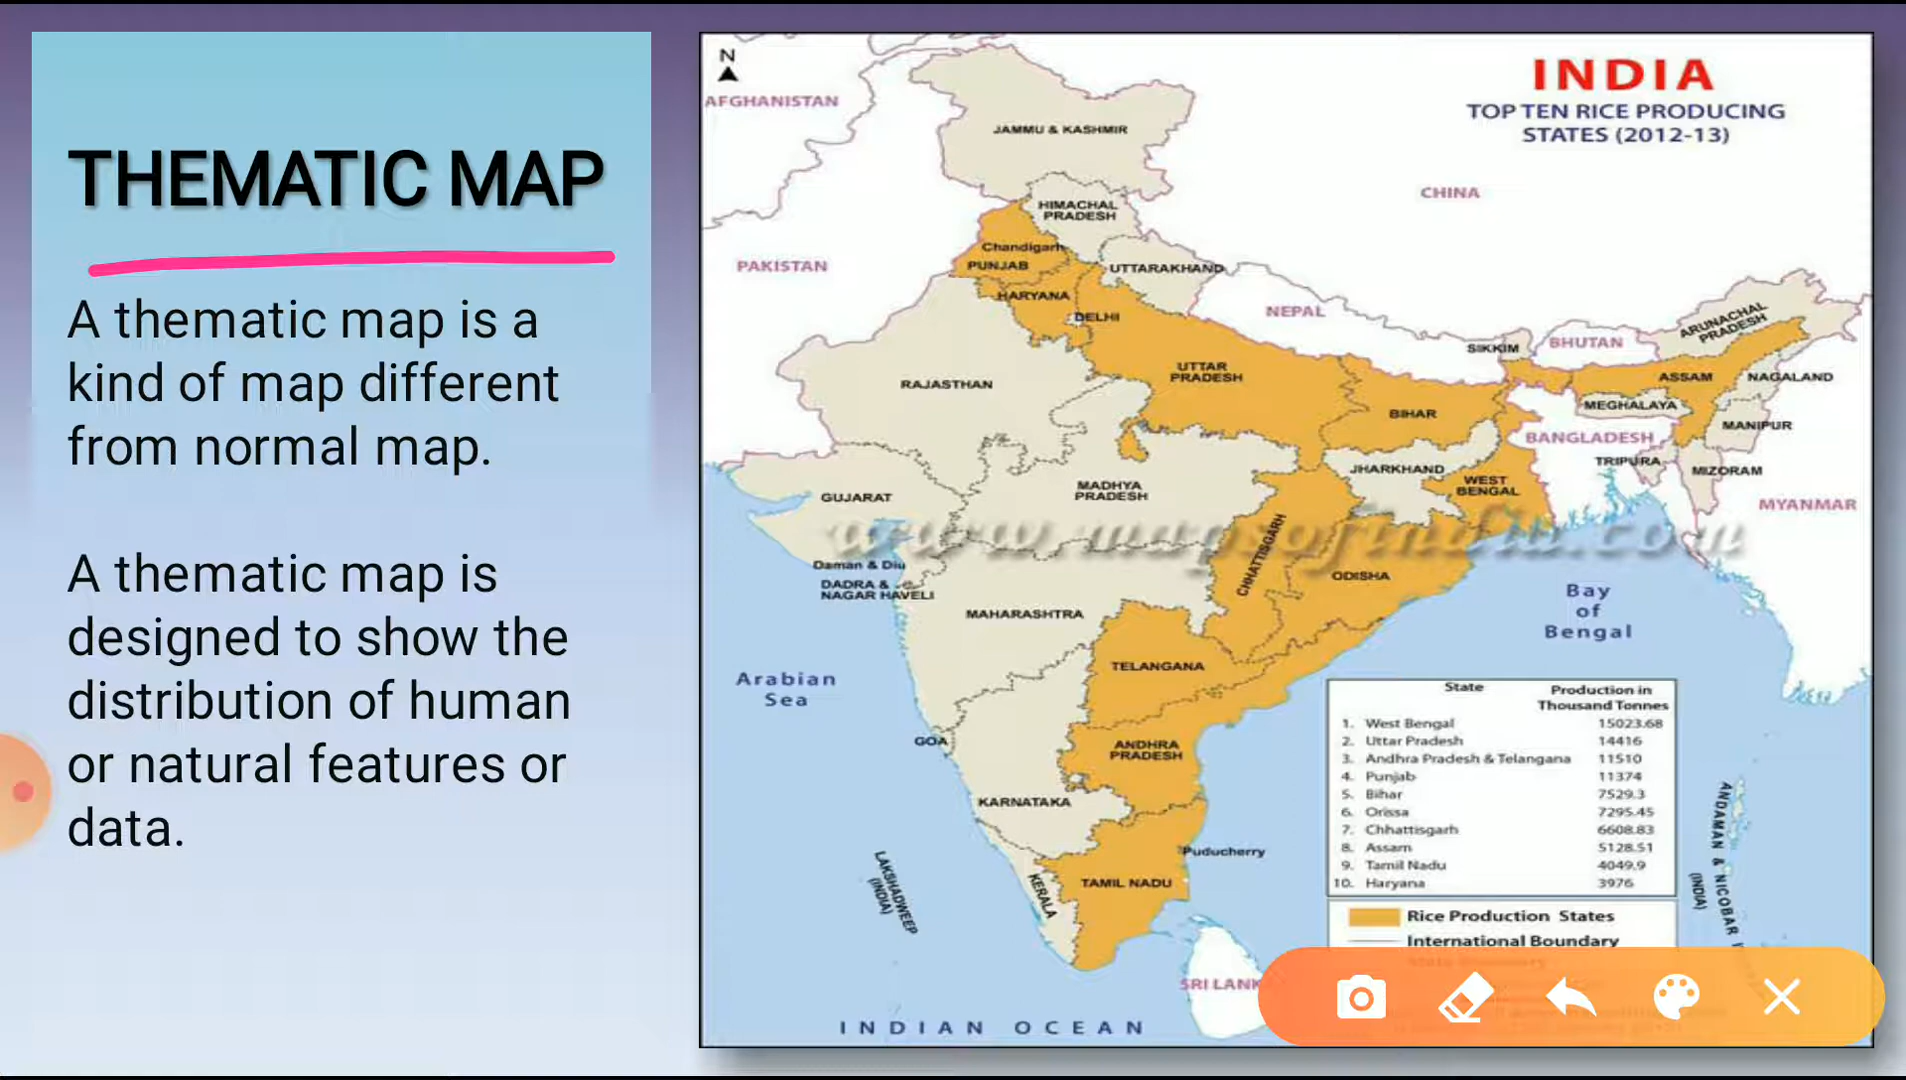 THEMATIC MAP
A thematic map is a
kind of map different
from normal map.
A thematic map is
designed to show the
distribution of human
or natural features or
data.
N
INDIA
TOP TEN RICE PRODUCING
STATES (2012-13)
AFGHANISTAN
JAMMU & KASHMIR
CHINA
HIMACHAL
PRADESH
Chandigarh
PUNJAB
PAKISTAN
UTTARAKHAND
HARYANA
DELHI
NEPAL
ARUNACHAL
PRADESH
SIKKIM
BHUTAN
UTTAR
PRADESH
RAJASTHAN
ASSAM
NAGALAND
MEGHALAYA
BIHAR
MANIPUR
BANGLADESH
TRIPURA
MIZORAM
JHARKHAND
WEST
BENGAL
MADHYA
PRADESH
GUJARAT
MYANMAR
www.mapsofindia.com
CHHATTISGARH
ODISHA
Daman & Diu
DADRA &
NAGAR HAVELI
MAHARASHTRA
Bay
of
Bengal
TELANGANA
Arabian
Sea
GOA
ANDHRA
PRADESH
KARNATAKA
Puducherry
TAMIL NADU
KERALA
LAKSHADWEEP
(INDIA)
ANDAMAN & NICOBAR
(INDIA)
SRI LANK
INDIAN OCEAN
State Production in
Thousand Tonnes
1. West Bengal 15023.68
2. Uttar Pradesh 14416
3. Andhra Pradesh & Telangana 11510
4. Punjab 11374
5. Bihar 7529.3
6. Orissa 7295.45
7. Chhattisgarh 6608.83
8. Assam 5128.51
9. Tamil Nadu 4049.9
10. Haryana 3976
Rice Production States
International Boundary